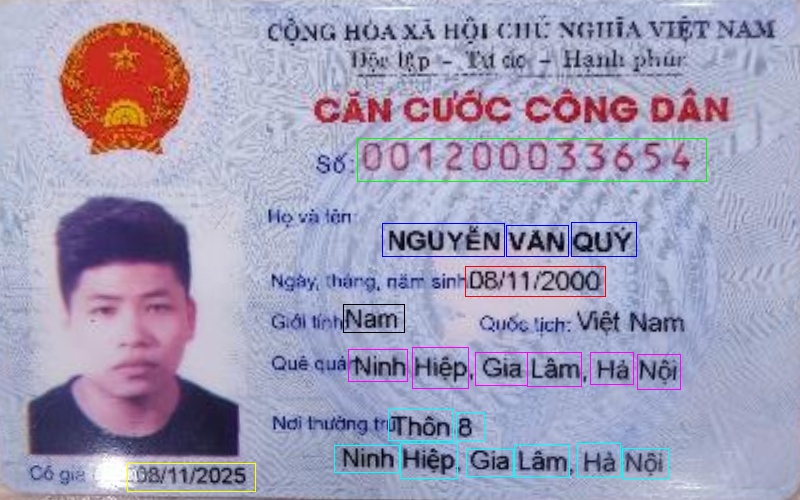 CỘNG HÒA XÃ HỘI CHỦ NGHĨA VIỆT NAM
Độc lập - Tự do - Hạnh phúc
CĂN CƯỚC CÔNG DÂN
Số: 001200033654
Họ và tên:
NGUYỄN VĂN QUÝ
Ngày, tháng, năm sinh 08/11/2000
Giới tính Nam Quốc tịch: Việt Nam
Quê quán Ninh Hiệp, Gia Lâm, Hà Nội
Nơi thường trú Thôn 8
Ninh Hiệp, Gia Lâm, Hà Nội
Có giá 08/11/2025